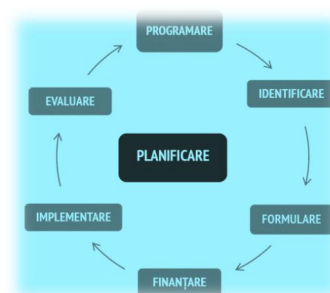 PROGRAMARE
IDENTIFICARE
FORMULARE
FINANȚARE
IMPLEMENTARE
EVALUARE
PLANIFICARE